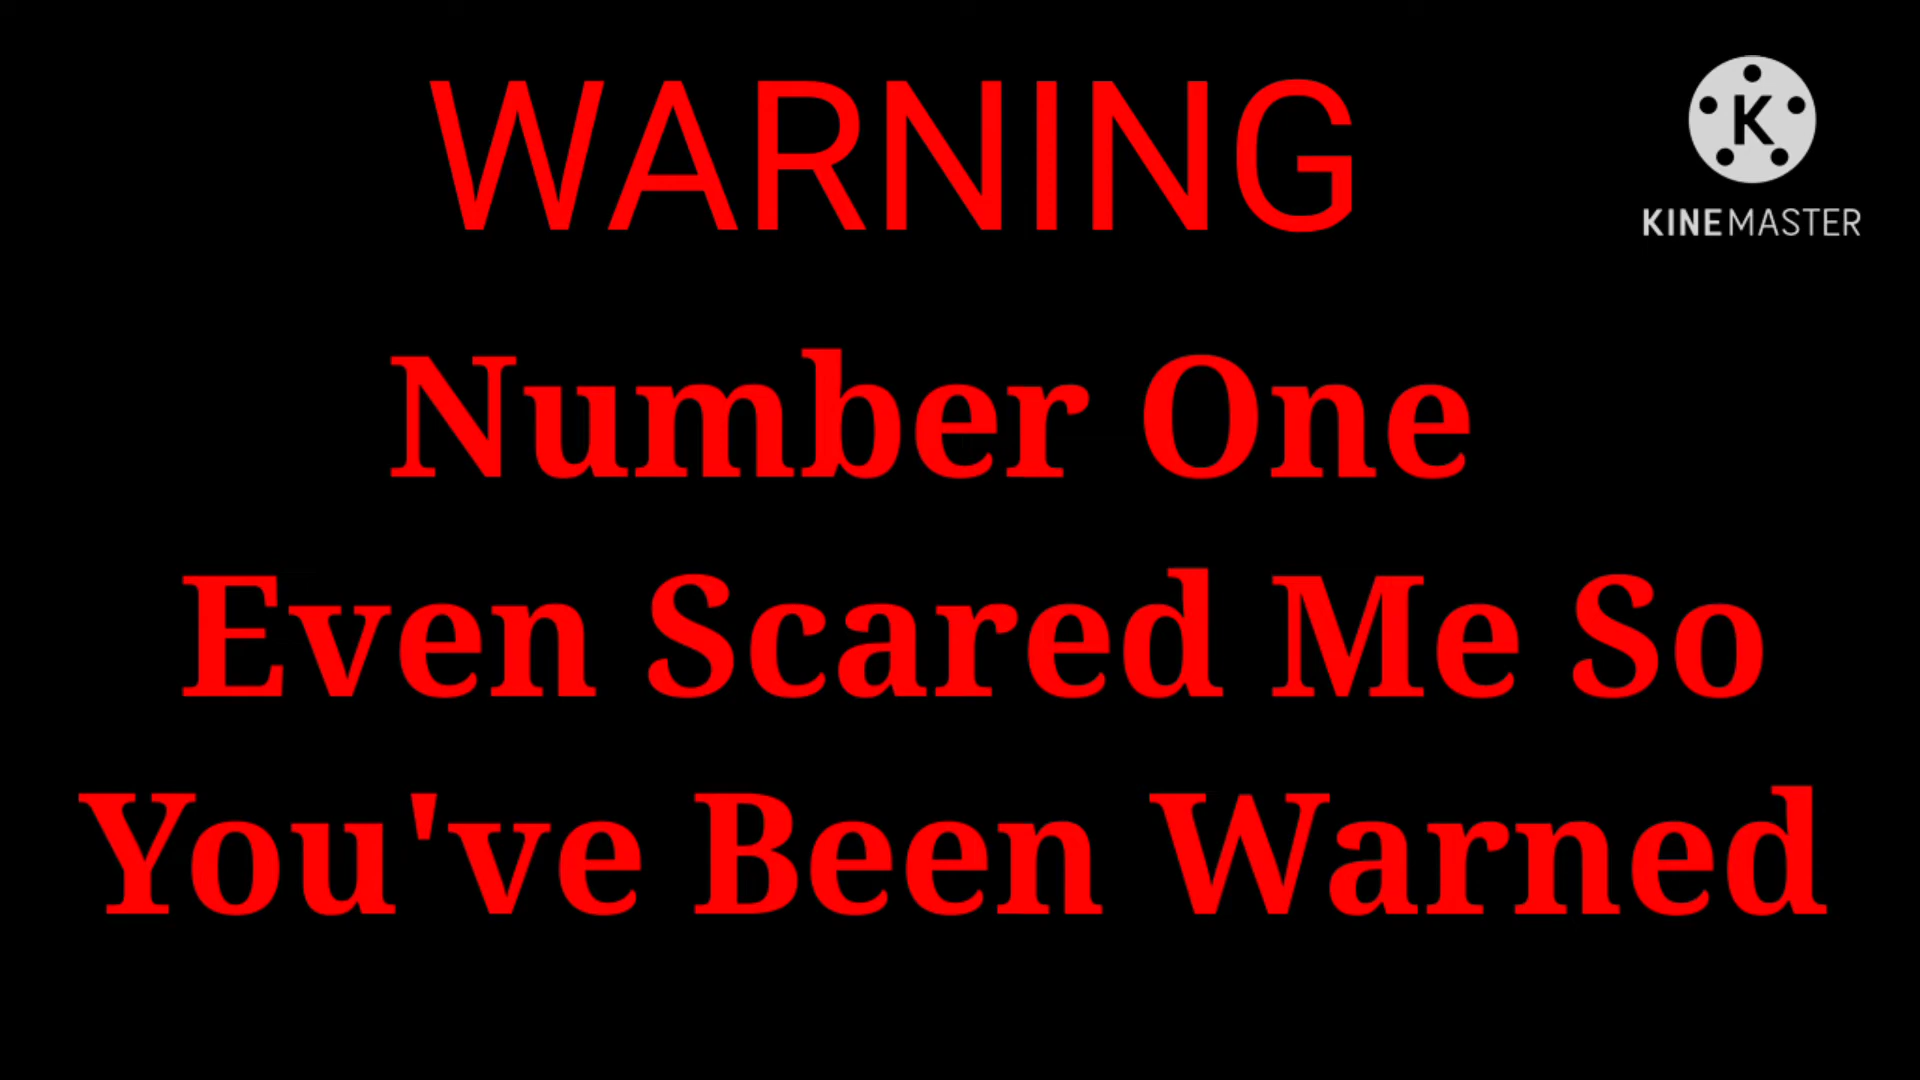 WARNING
K
KINEMASTER
Number One
Even Scared Me So
You've Been Warned